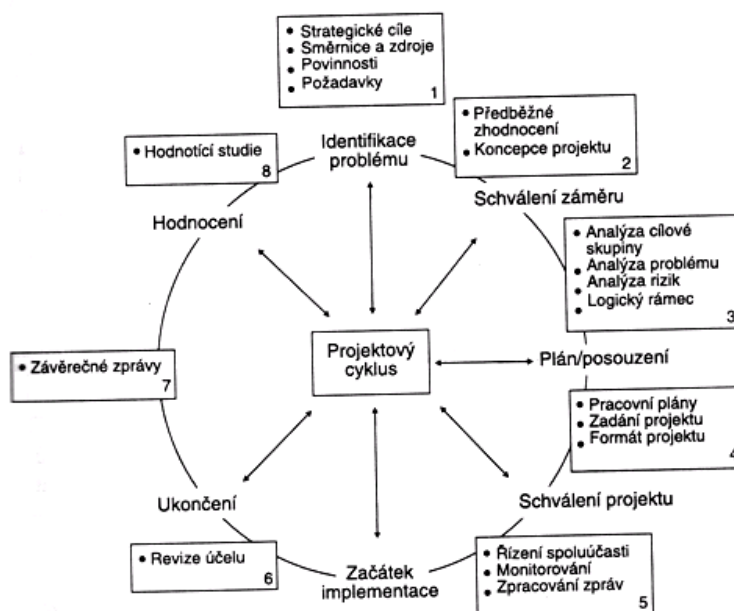 Strategické cíle
Směrnice a zdroje
Povinnosti
Požadavky
1
Identifikace
problému
Předběžné
zhodnocení
Koncepce projektu
2
Schválení záměru
Analýza cílové
skupiny
Analýza problému
Analýza rizik
Logický rámec
3
Plán/posouzení
Pracovní plány
Zadání projektu
Formát projektu
4
Schválení projektu
Řízení spoluúčasti
Monitorování
Zpracování zpráv
5
Začátek
implementace
Revize účelu
6
Ukončení
Závěrečné zprávy
7
Hodnocení
Hodnotící studie
8
Projektový
cyklus